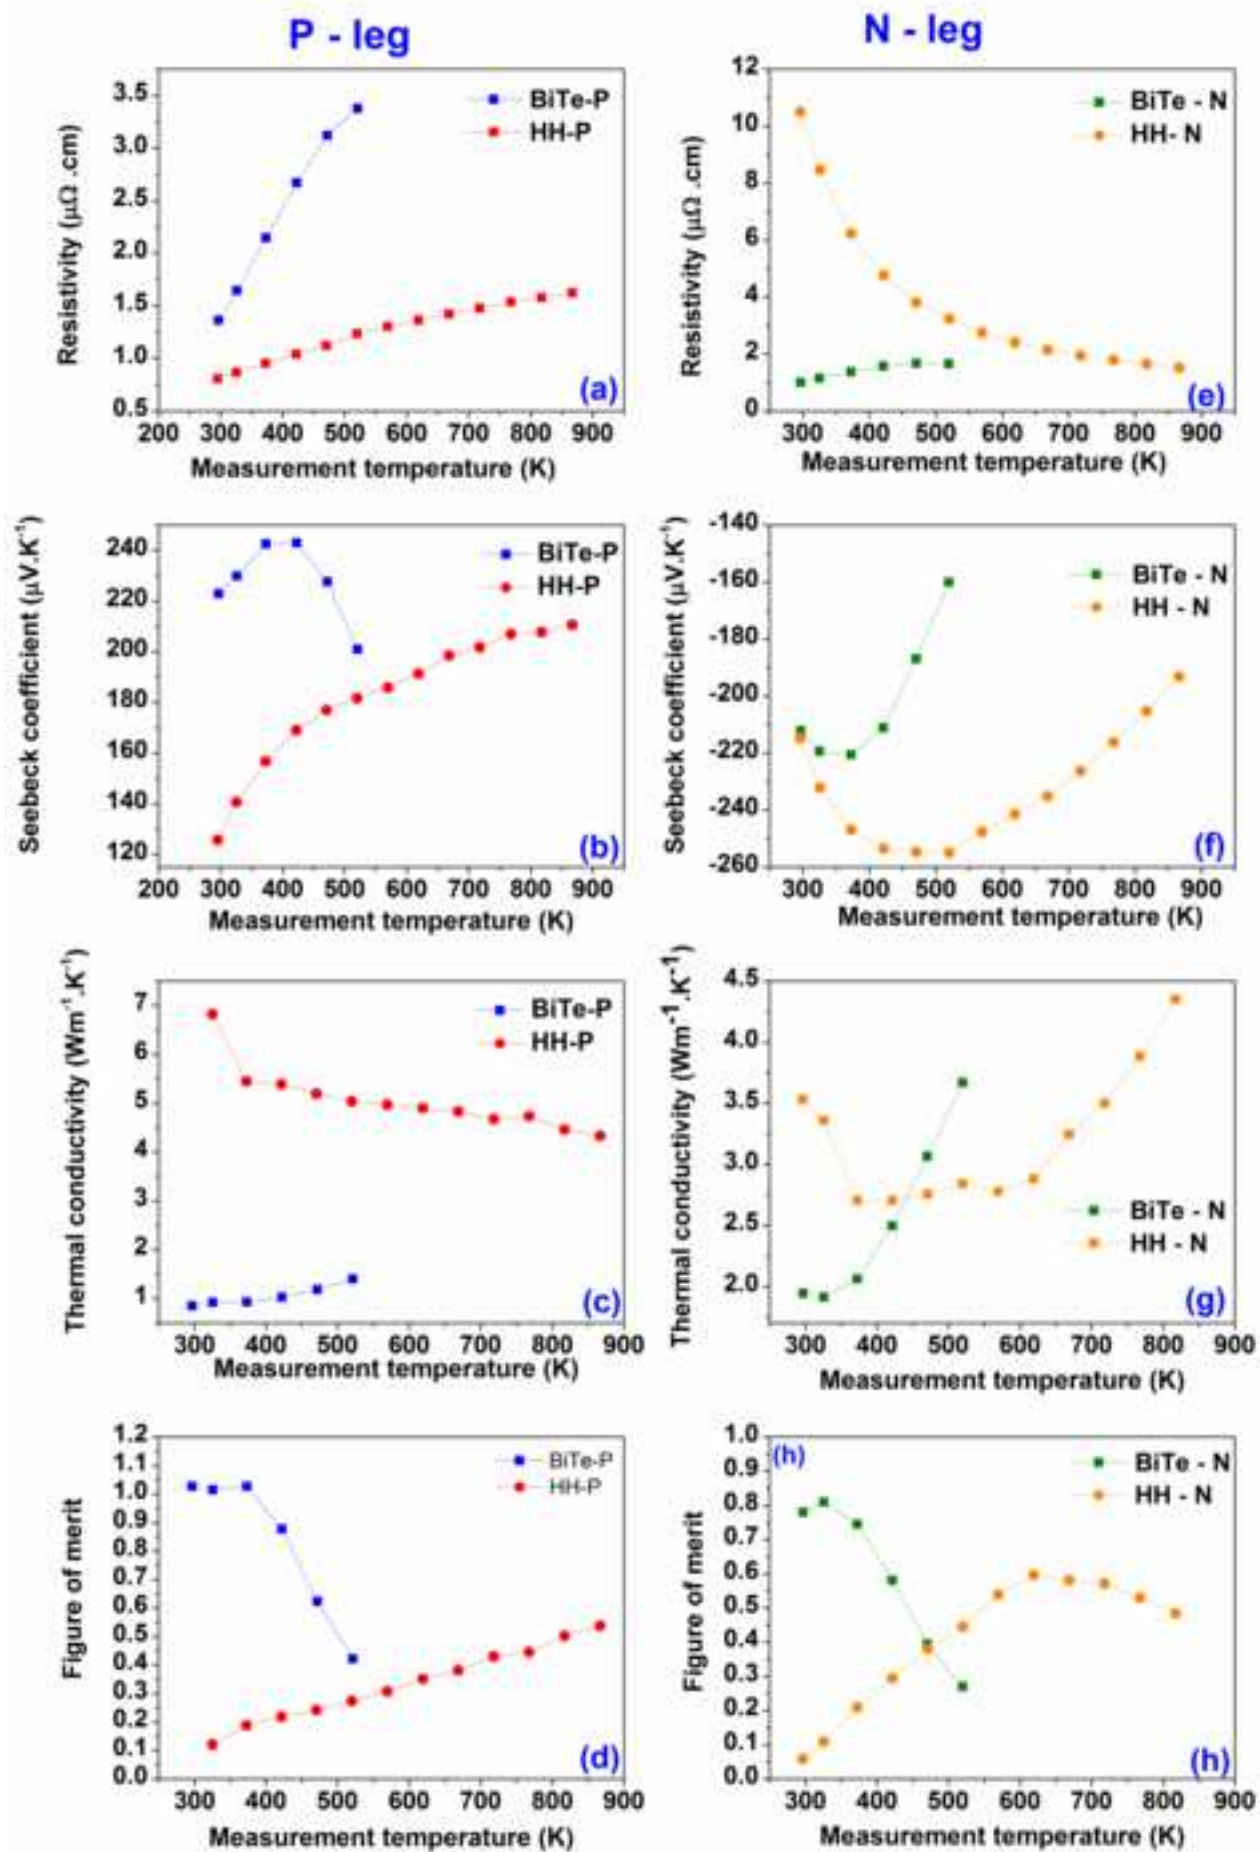 P - leg
N - leg
3.5
3.0
2.5
2.0
1.5
1.0
0.5
Resistivity (μΩ .cm)
BiTe-P
HH-P
(a)
200 300 400 500 600 700 800 900
Measurement temperature (K)
12
10
8
6
4
2
0
Resistivity (μΩ .cm)
BiTe - N
HH- N
(e)
300 400 500 600 700 800 900
Measurement temperature (K)
240
220
200
180
160
140
120
Seebeck coefficient (μV.K⁻¹)
BiTe-P
HH-P
(b)
200 300 400 500 600 700 800 900
Measurement temperature (K)
-140
-160
-180
-200
-220
-240
-260
Seebeck coefficient (μV.K⁻¹)
BiTe - N
HH - N
(f)
300 400 500 600 700 800 900
Measurement temperature (K)
7
6
5
4
3
2
1
Thermal conductivity (Wm⁻¹.K⁻¹)
BiTe-P
HH-P
(c)
300 400 500 600 700 800 900
Measurement temperature (K)
4.5
4.0
3.5
3.0
2.5
2.0
Thermal conductivity (Wm⁻¹.K⁻¹)
BiTe - N
HH - N
(g)
300 400 500 600 700 800 900
Measurement temperature (K)
1.2
1.1
1.0
0.9
0.8
0.7
0.6
0.5
0.4
0.3
0.2
0.1
0.0
Figure of merit
BiTe-P
HH-P
(d)
300 400 500 600 700 800 900
Measurement temperature (K)
1.0
0.9
0.8
0.7
0.6
0.5
0.4
0.3
0.2
0.1
0.0
Figure of merit
(h)
BiTe - N
HH - N
(h)
300 400 500 600 700 800 900
Measurement temperature (K)